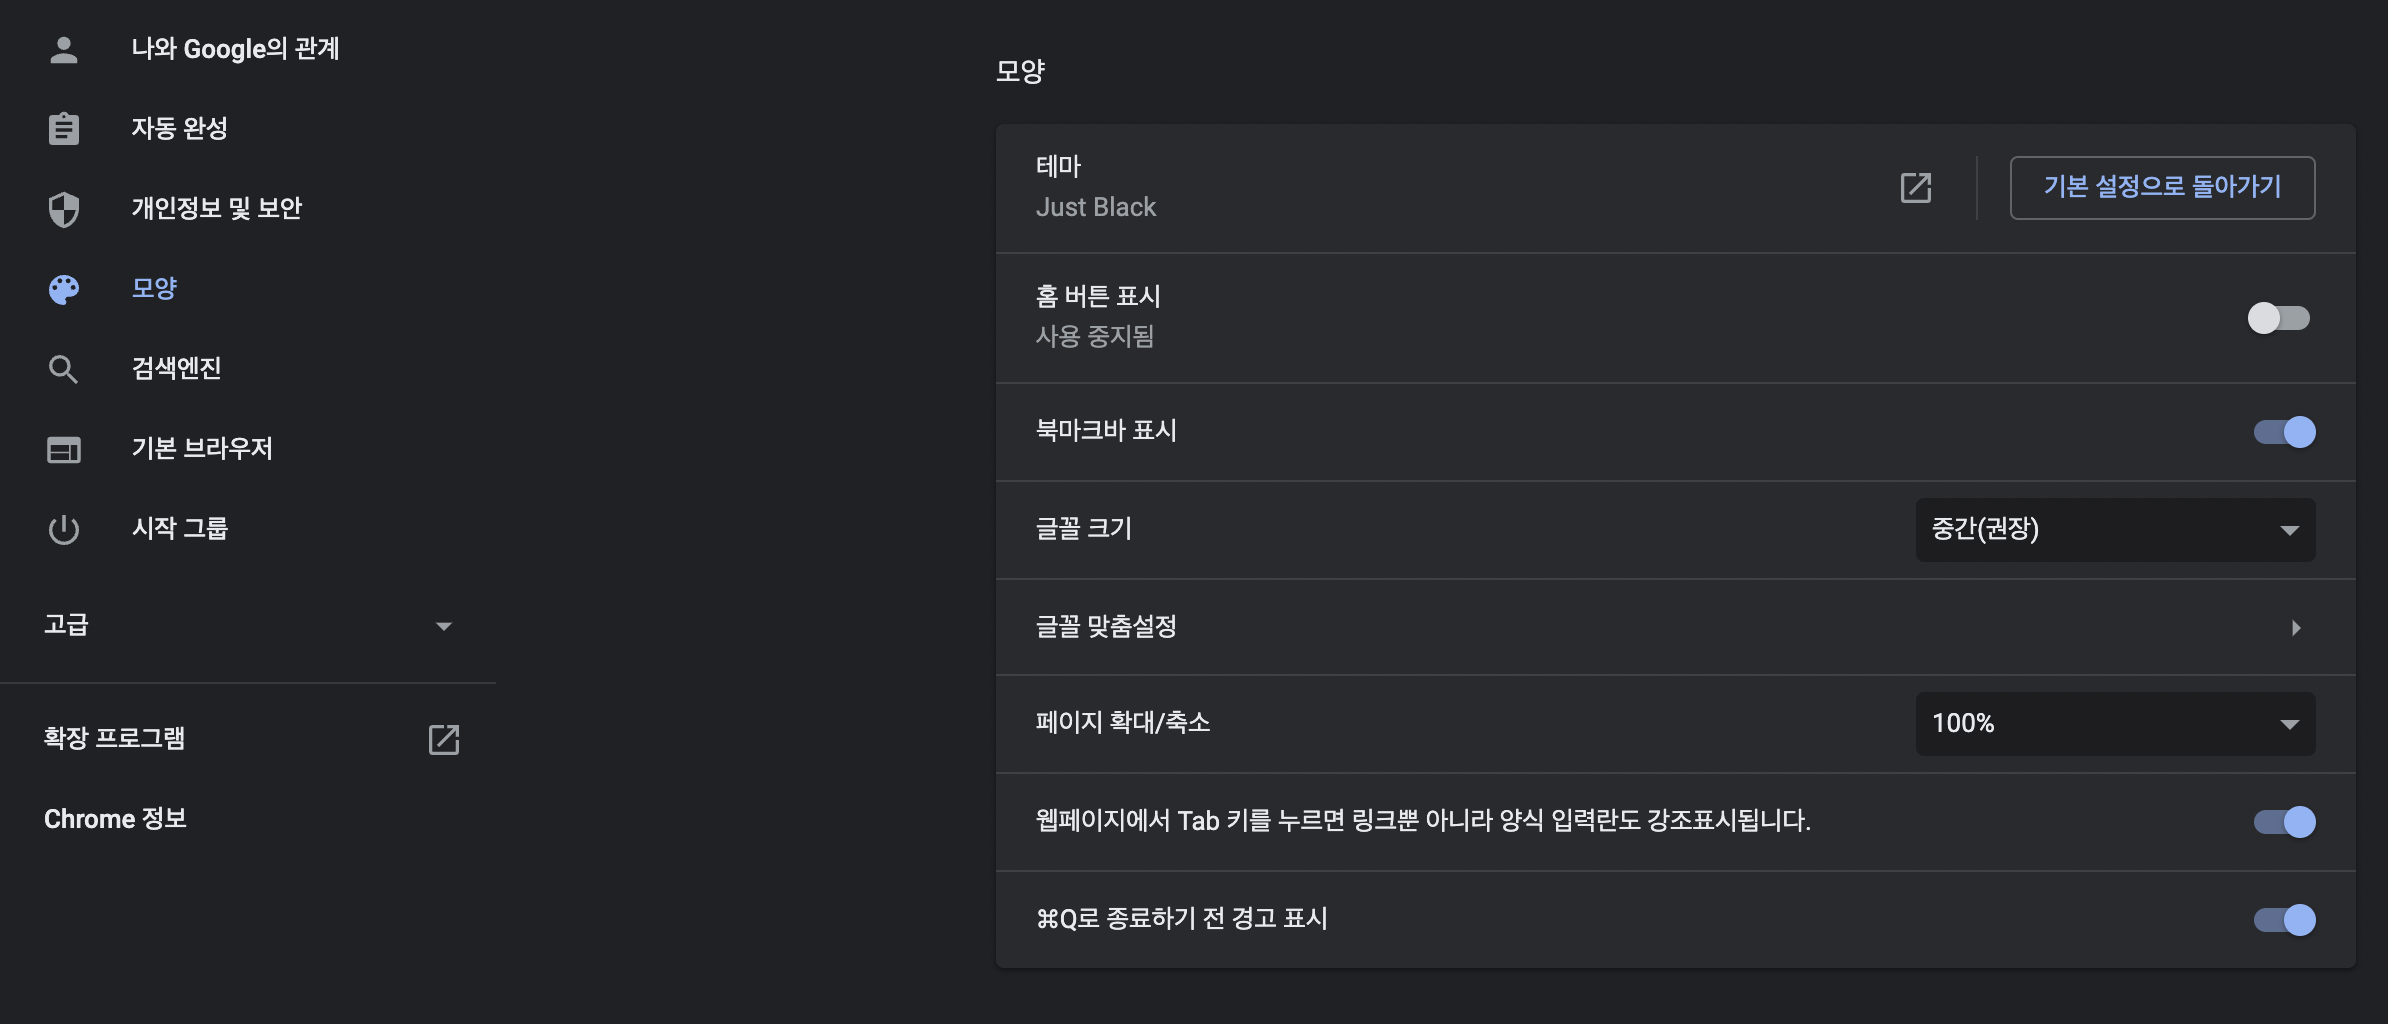 나와 Google의 관계
자동 완성
개인정보 및 보안
모양
검색엔진
기본 브라우저
시작 그룹
고급
확장 프로그램
Chrome 정보
모양
테마
Just Black
기본 설정으로 돌아가기
홈 버튼 표시
사용 중지됨
북마크바 표시
글꼴 크기
중간(권장)
글꼴 맞춤설정
페이지 확대/축소
100%
웹페이지에서 Tab 키를 누르면 링크뿐 아니라 양식 입력란도 강조표시됩니다.
⌘Q로 종료하기 전 경고 표시